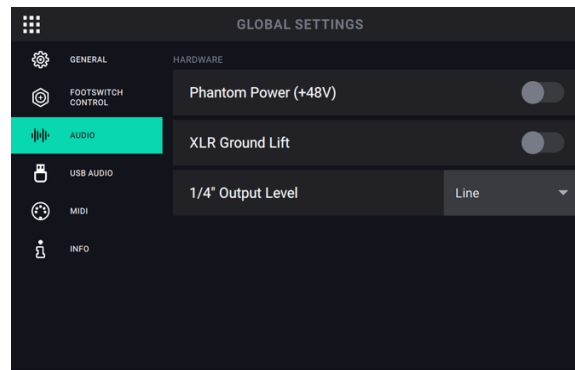 GLOBAL SETTINGS
GENERAL
FOOTSWITCH
CONTROL
AUDIO
USB AUDIO
MIDI
INFO
HARDWARE
Phantom Power (+48V)
XLR Ground Lift
1/4" Output Level
Line